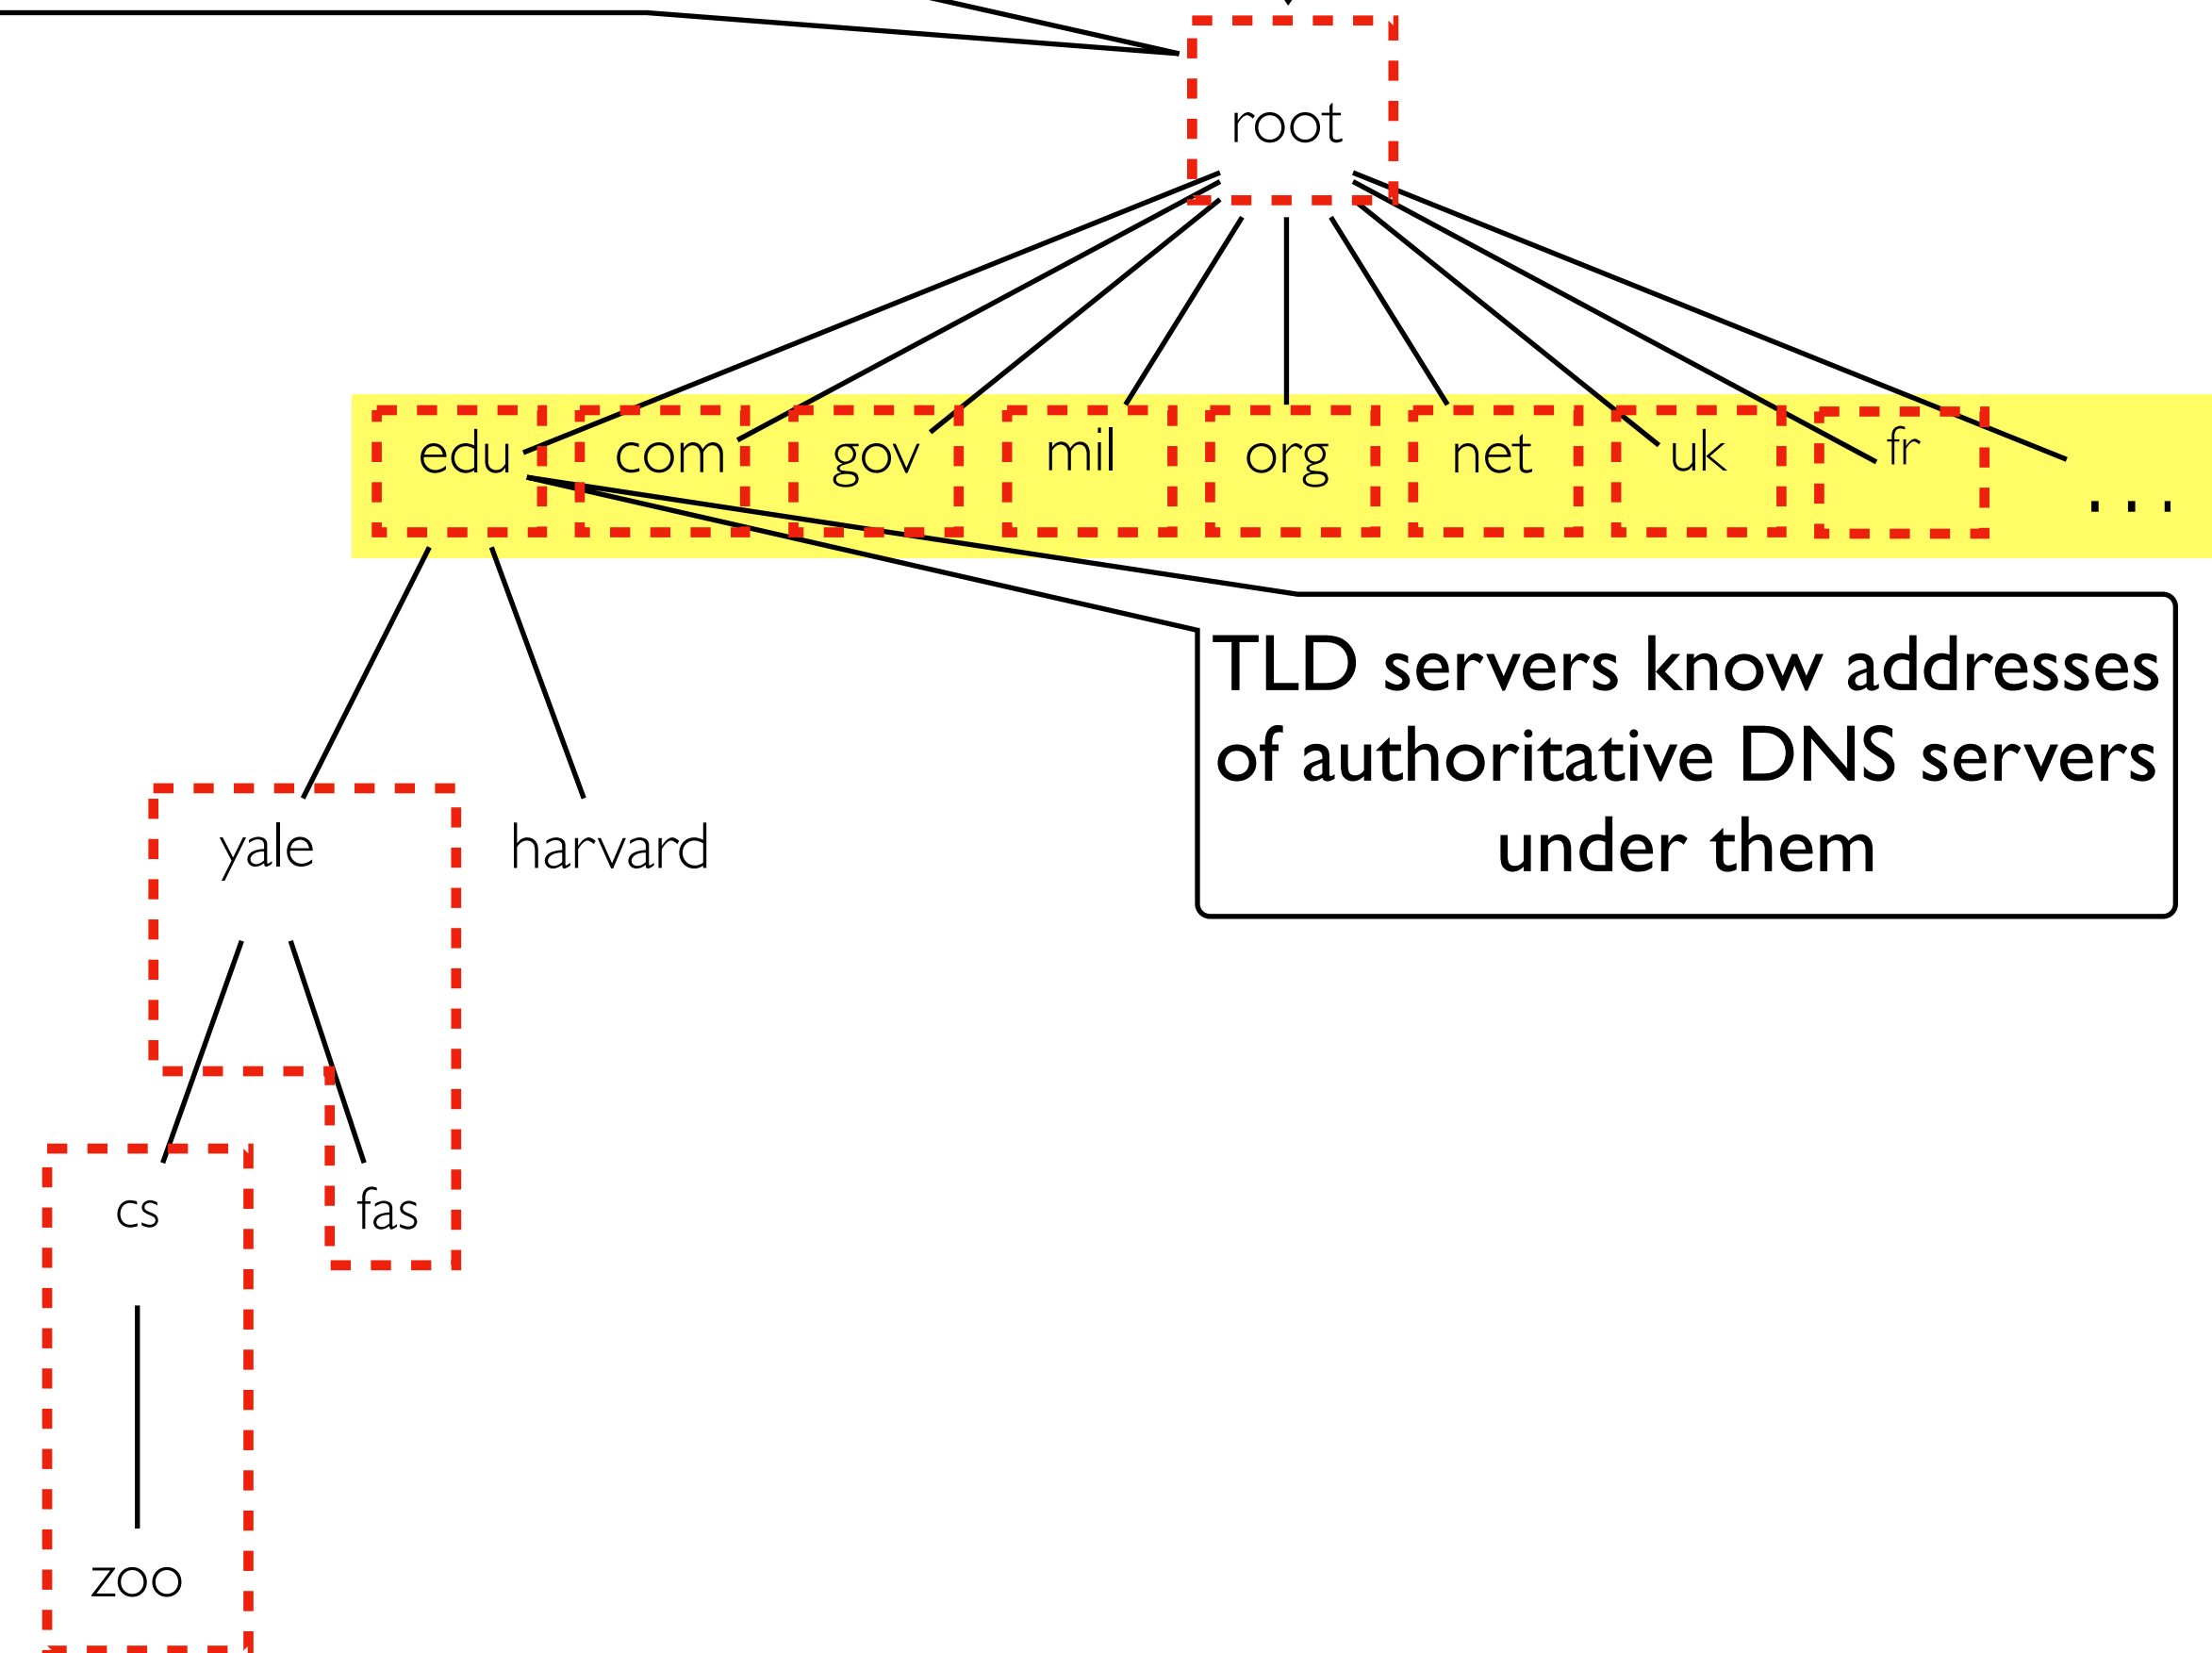 root
edu com gov mil org net uk fr ...
TLD servers know addresses
of authoritative DNS servers
under them
yale harvard
cs fas
zoo